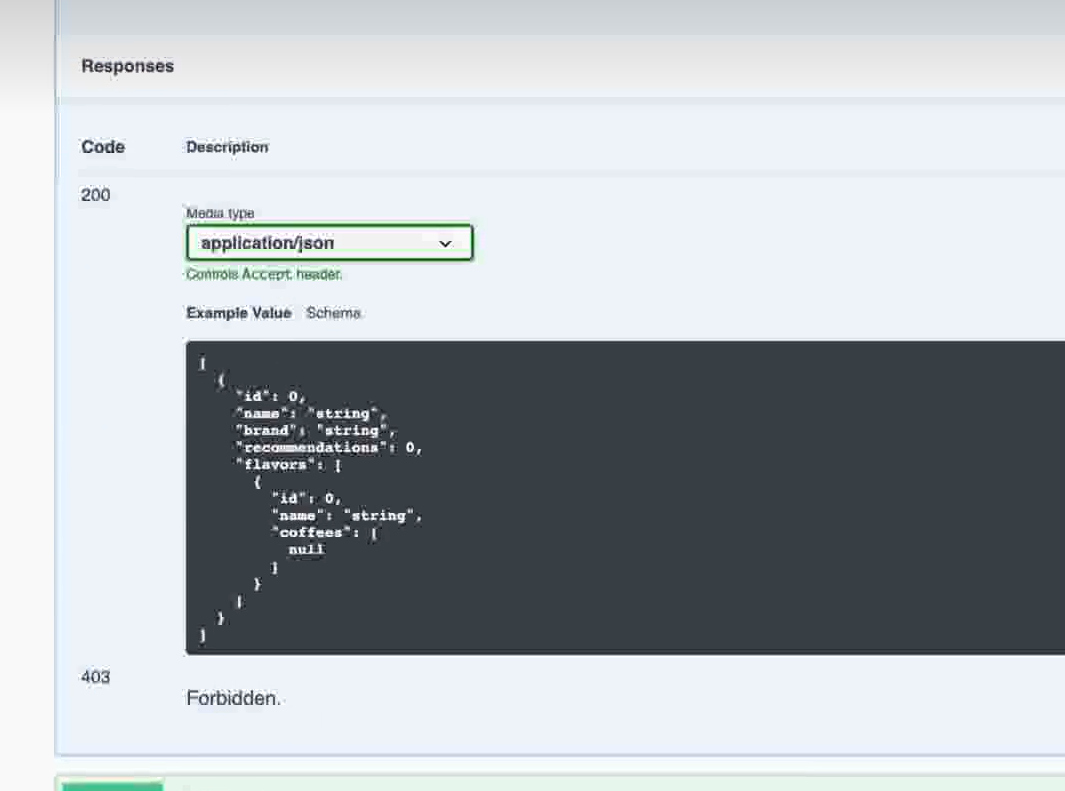 Responses
Code Description
200
Media type
application/json
Controls Accept header.
Example Value Schema
[
{
"id": 0,
"name": "string",
"brand": "string",
"recommendations": 0,
"flavors": [
{
"id": 0,
"name": "string",
"coffees": [
null
]
}
]
}
]
403
Forbidden.